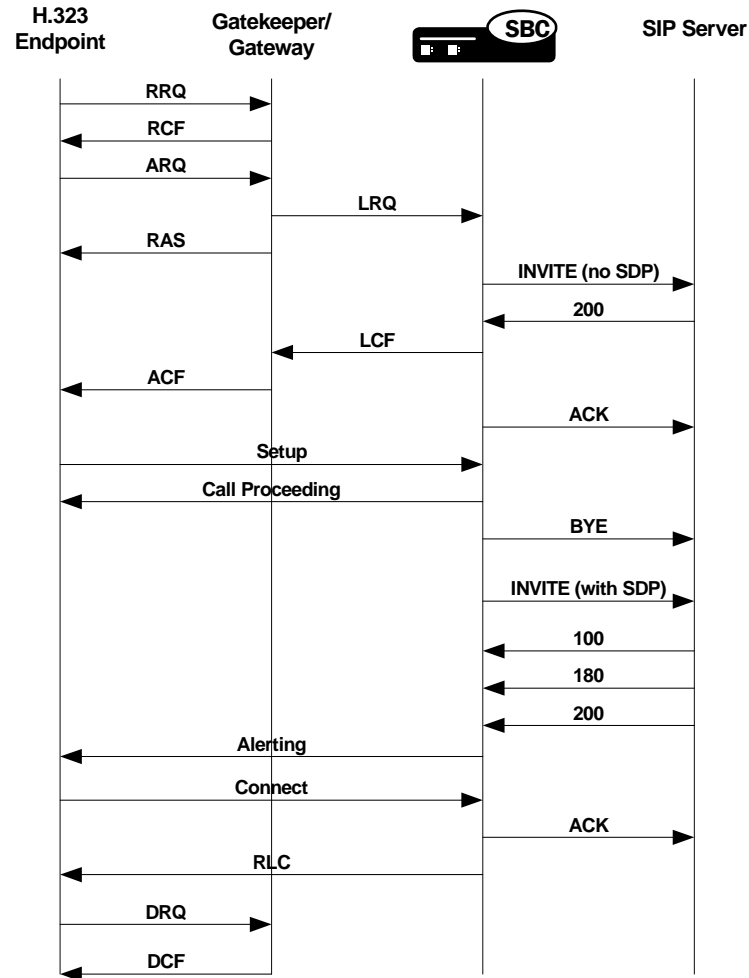 H.323
Endpoint
Gatekeeper/
Gateway
SBC
SIP Server
RRQ
RCF
ARQ
LRQ
RAS
INVITE (no SDP)
200
LCF
ACF
ACK
Setup
Call Proceeding
BYE
INVITE (with SDP)
100
180
200
Alerting
Connect
ACK
RLC
DRQ
DCF